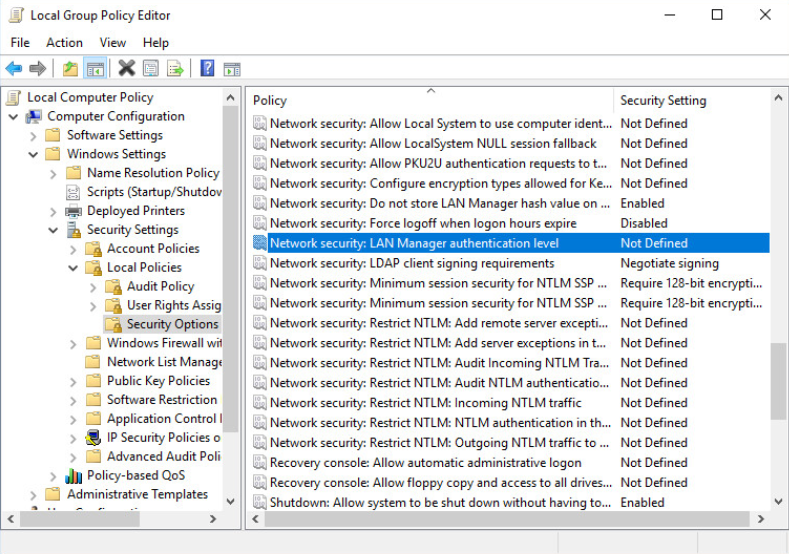 Local Group Policy Editor
File Action View Help
Local Computer Policy
Computer Configuration
Software Settings
Windows Settings
Name Resolution Policy
Scripts (Startup/Shutdov
Deployed Printers
Security Settings
Account Policies
Local Policies
Audit Policy
User Rights Assig
Security Options
Windows Firewall wit
Network List Manage
Public Key Policies
Software Restriction
Application Control
IP Security Policies o
Advanced Audit Poli
Policy-based QoS
Administrative Templates
Policy Security Setting
Network security: Allow Local System to use computer ident... Not Defined
Network security: Allow LocalSystem NULL session fallback Not Defined
Network security: Allow PKU2U authentication requests to t... Not Defined
Network security: Configure encryption types allowed for Ke... Not Defined
Network security: Do not store LAN Manager hash value on ... Enabled
Network security: Force logoff when logon hours expire Disabled
Network security: LAN Manager authentication level Not Defined
Network security: LDAP client signing requirements Negotiate signing
Network security: Minimum session security for NTLM SSP ... Require 128-bit encrypti...
Network security: Minimum session security for NTLM SSP ... Require 128-bit encrypti...
Network security: Restrict NTLM: Add remote server excepti... Not Defined
Network security: Restrict NTLM: Add server exceptions in t... Not Defined
Network security: Restrict NTLM: Audit Incoming NTLM Tra... Not Defined
Network security: Restrict NTLM: Audit NTLM authenticatio... Not Defined
Network security: Restrict NTLM: Incoming NTLM traffic Not Defined
Network security: Restrict NTLM: NTLM authentication in th... Not Defined
Network security: Restrict NTLM: Outgoing NTLM traffic to ... Not Defined
Recovery console: Allow automatic administrative logon Not Defined
Recovery console: Allow floppy copy and access to all drives... Not Defined
Shutdown: Allow system to be shut down without having to... Enabled